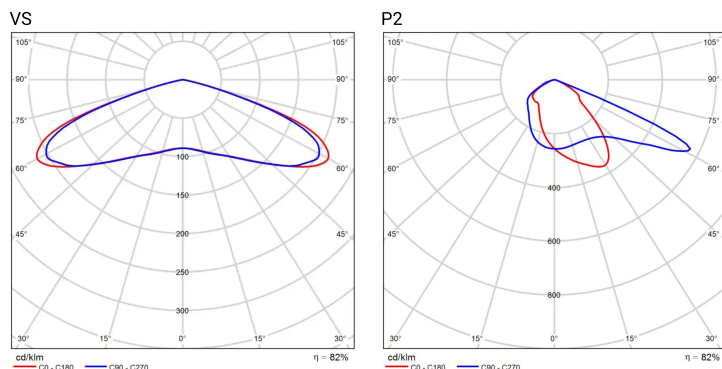 VS
P2
105° 105°
90° 90°
75° 75°
60° 60°
45° 45°
100
150
200
250
300
30° 15° 0° 15° 30°
cd/klm η = 82%
C0 - C180 C90 - C270
105° 105°
90° 90°
75° 75°
60° 60°
45° 45°
400
600
800
30° 15° 0° 15° 30°
cd/klm η = 82%
C0 - C180 C90 - C270